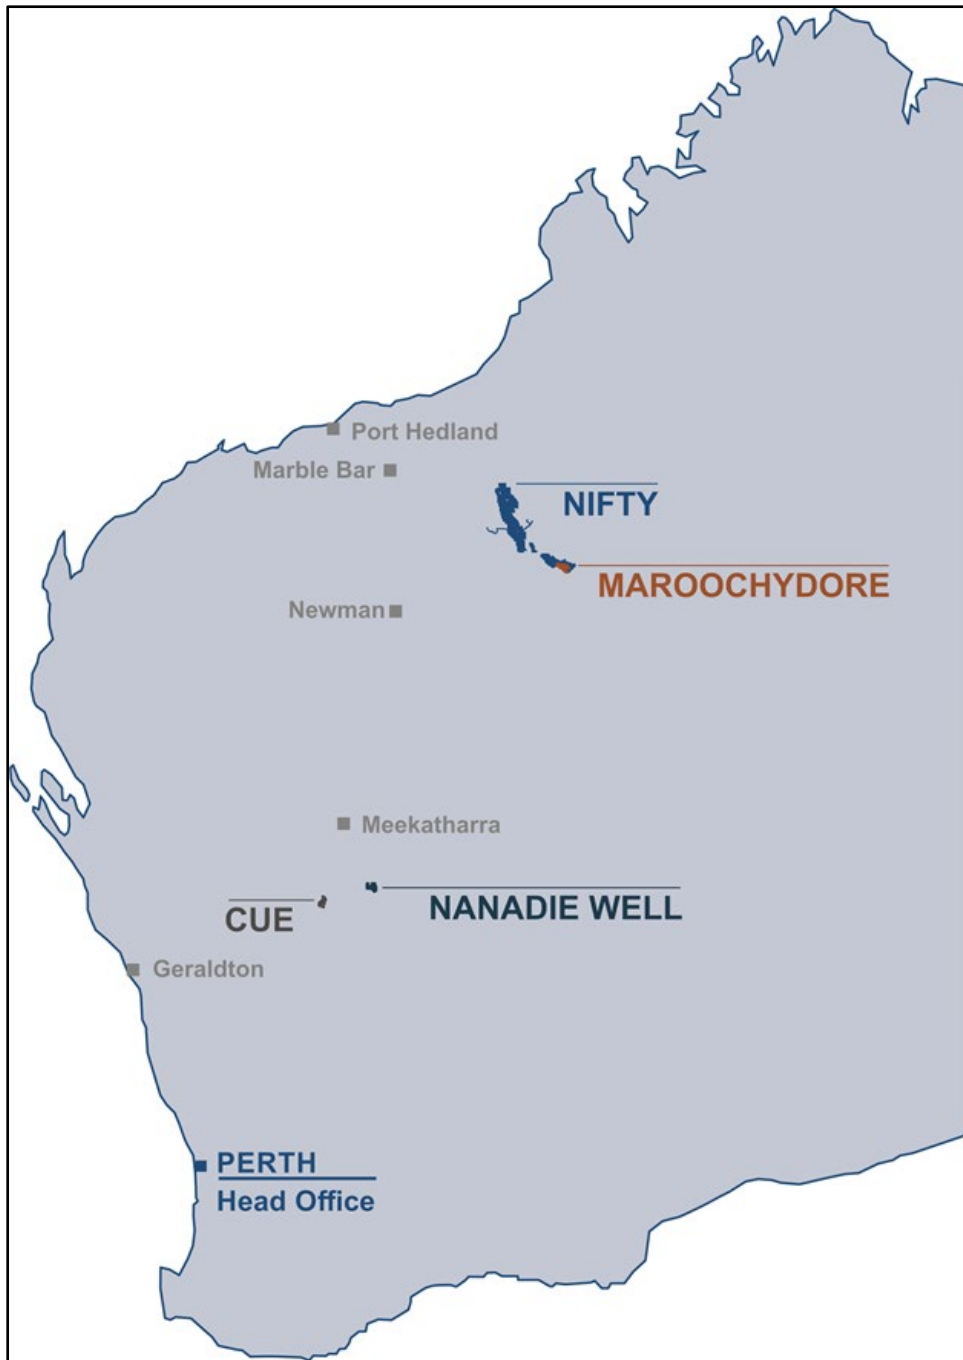 Port Hedland
Marble Bar
NIFTY
MAROOCHYDORE
Newman
Meekatharra
CUE
NANADIE WELL
Geraldton
PERTH
Head Office